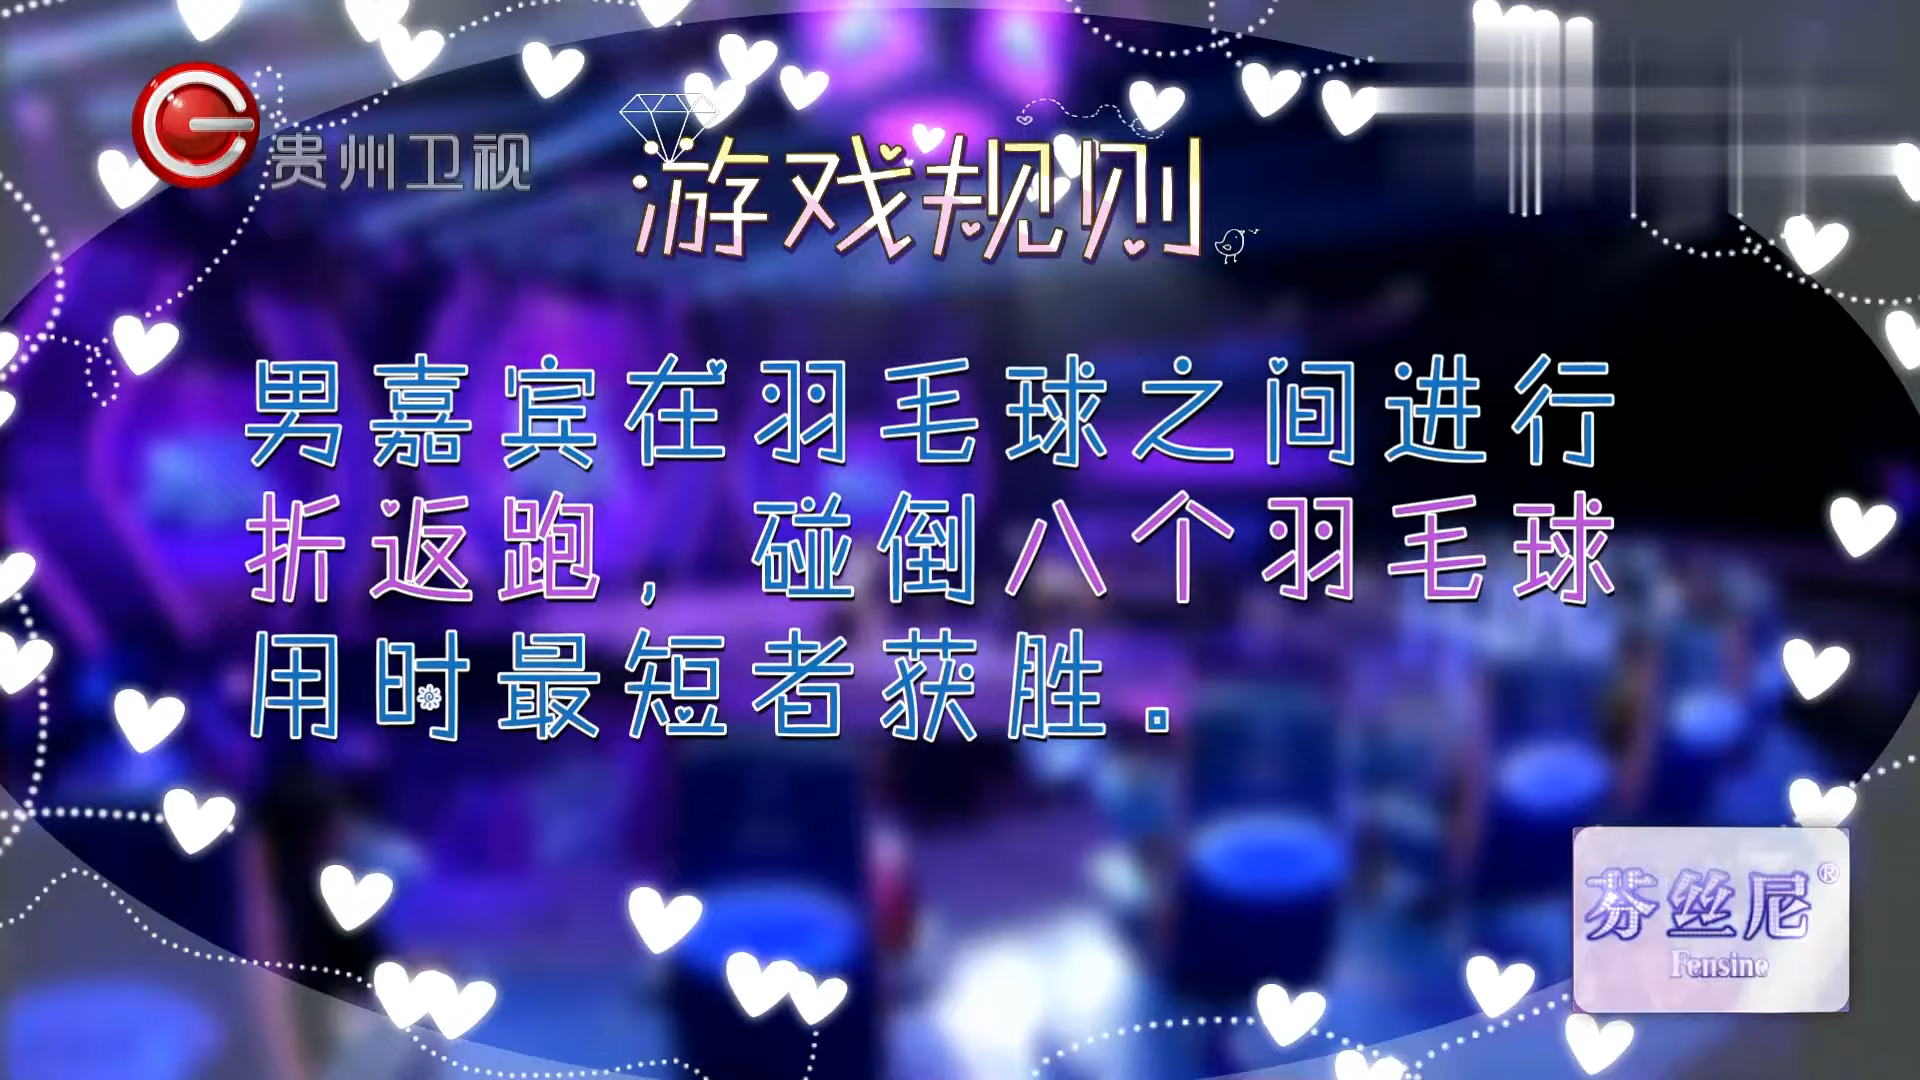 贵州卫视
游戏规则
男嘉宾在羽毛球之间进行
折返跑，碰倒八个羽毛球
用时最短者获胜。
芬丝尼®
Fensine